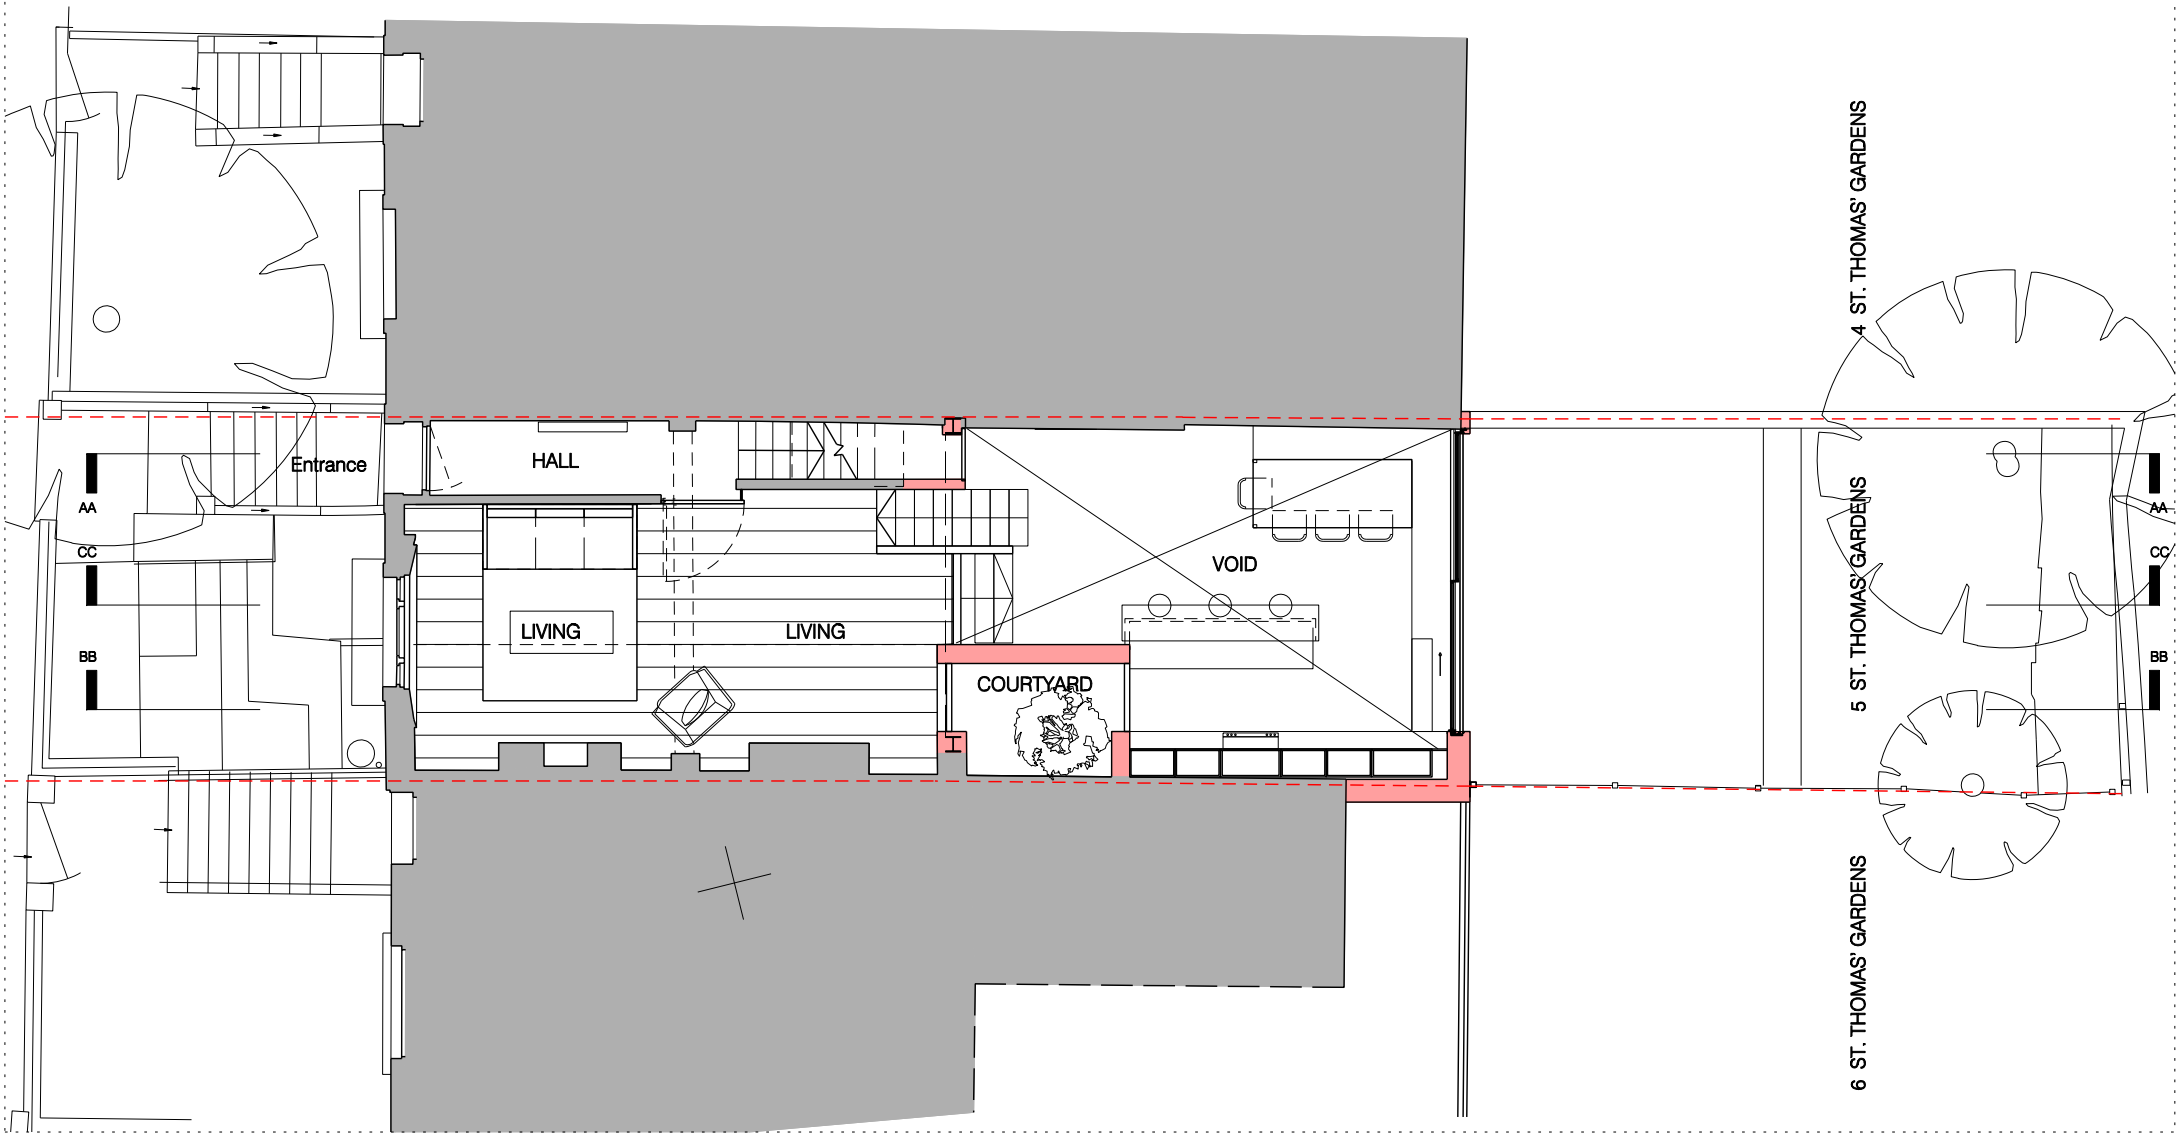 4 ST. THOMAS' GARDENS
Entrance
HALL
AA
AA
5 ST. THOMAS' GARDENS
CC
CC
VOID
LIVING
LIVING
BB
BB
COURTYARD
6 ST. THOMAS' GARDENS